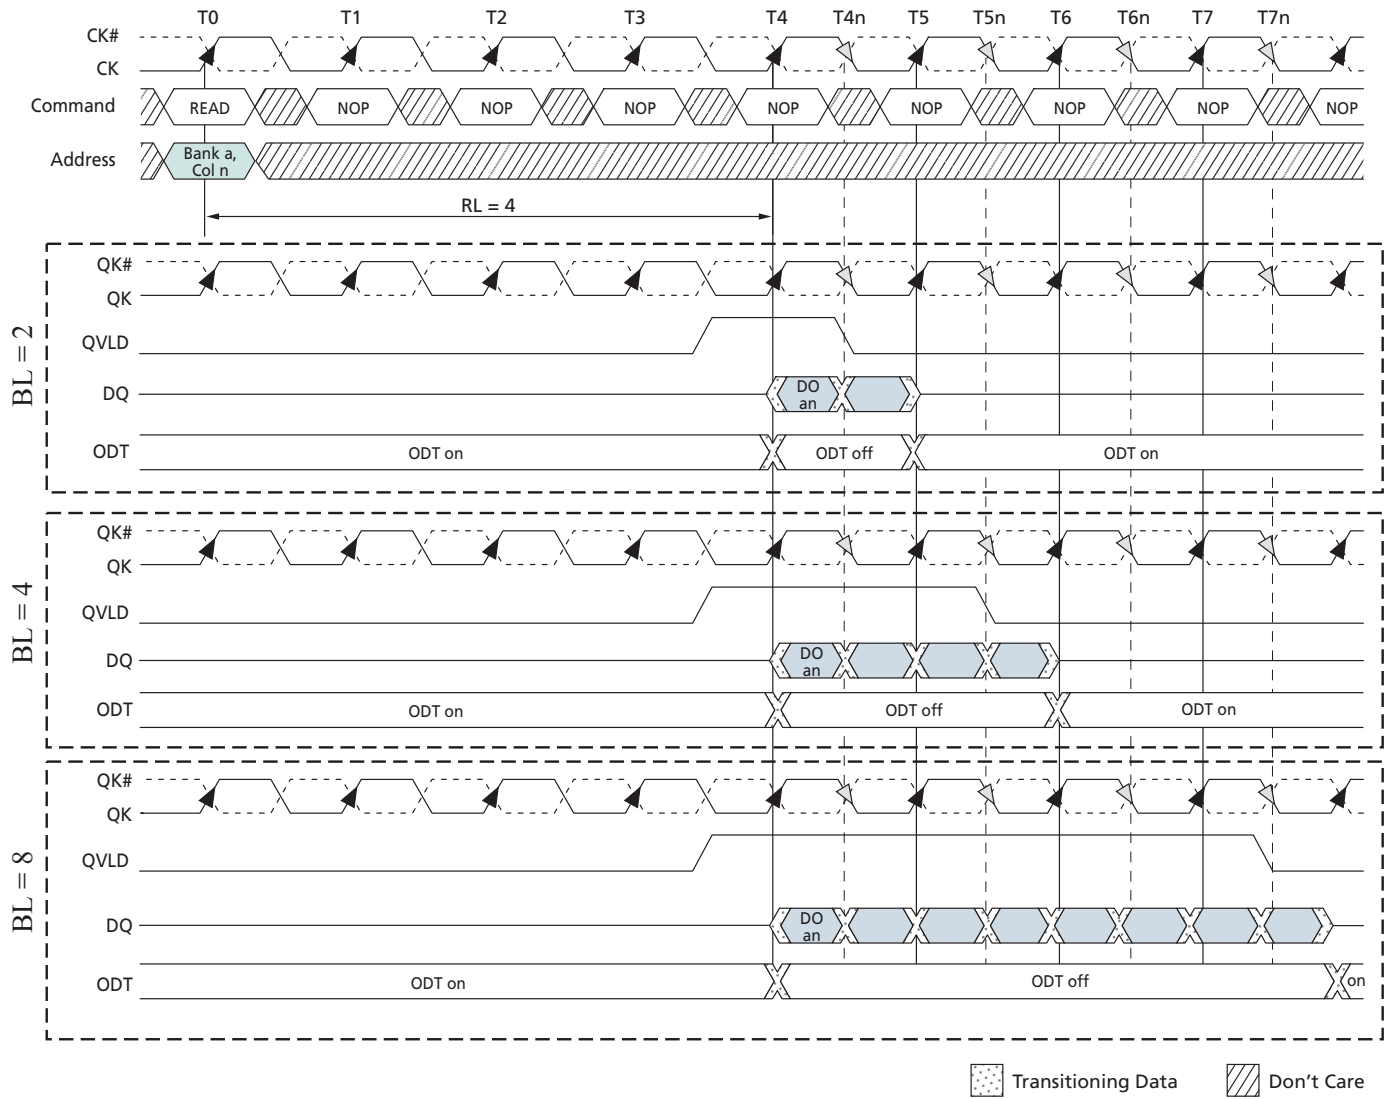 T0 T1 T2 T3 T4 T4n T5 T5n T6 T6n T7 T7n
CK#
CK
Command READ NOP NOP NOP NOP NOP NOP NOP NOP
Address Bank a,
Col n
RL = 4
BL = 2
QK#
QK
QVLD
DQ DO
an
ODT ODT on ODT off ODT on
BL = 4
QK#
QK
QVLD
DQ DO
an
ODT ODT on ODT off ODT on
BL = 8
QK#
QK
QVLD
DQ DO
an
ODT ODT on ODT off on
Transitioning Data Don't Care